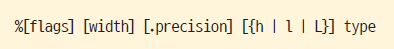 %[flags] [width] [.precision] [{h | l | L}] type